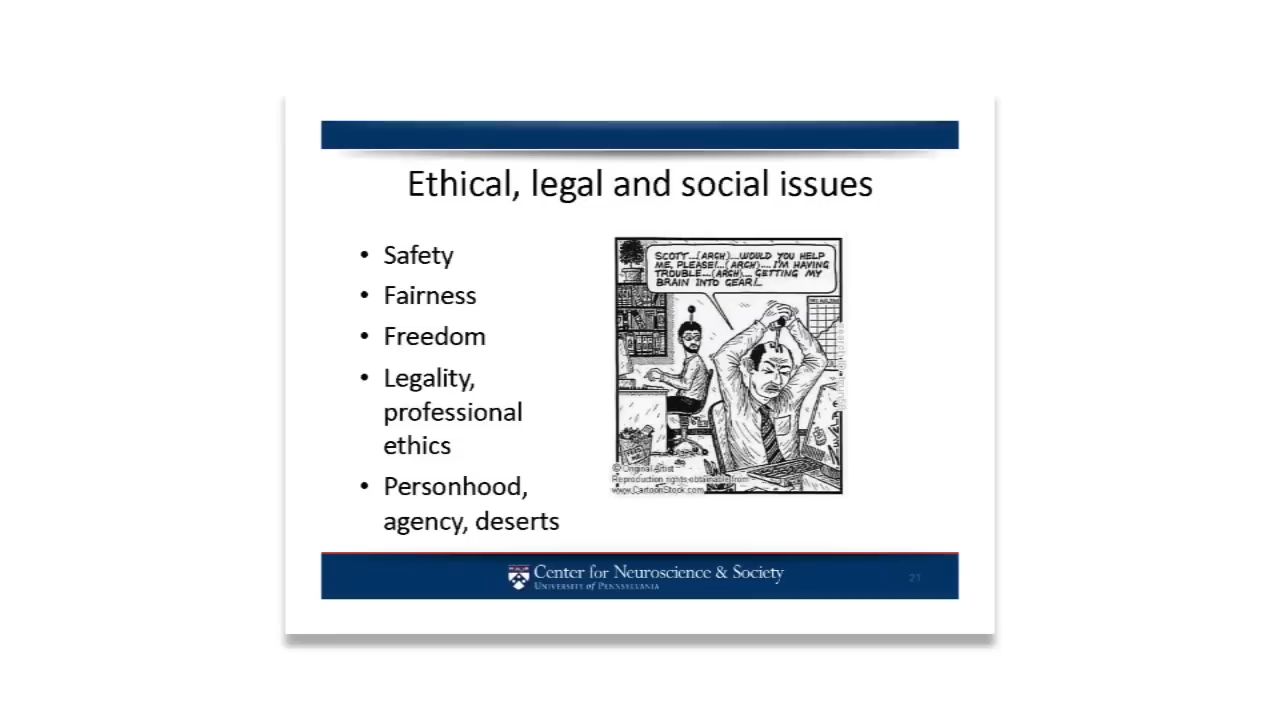 Ethical, legal and social issues
• Safety
• Fairness
• Freedom
• Legality,
professional
ethics
• Personhood,
agency, deserts
SCOTT...(ARGH)...WOULD YOU HELP
ME, PLEASE!...(ARGH)....I'M HAVING
TROUBLE...(ARGH)... GETTING MY
BRAIN INTO GEAR!...
© Original Artist
Reproduction rights obtainable from
www.CartoonStock.com
Center for Neuroscience & Society
UNIVERSITY of PENNSYLVANIA
21